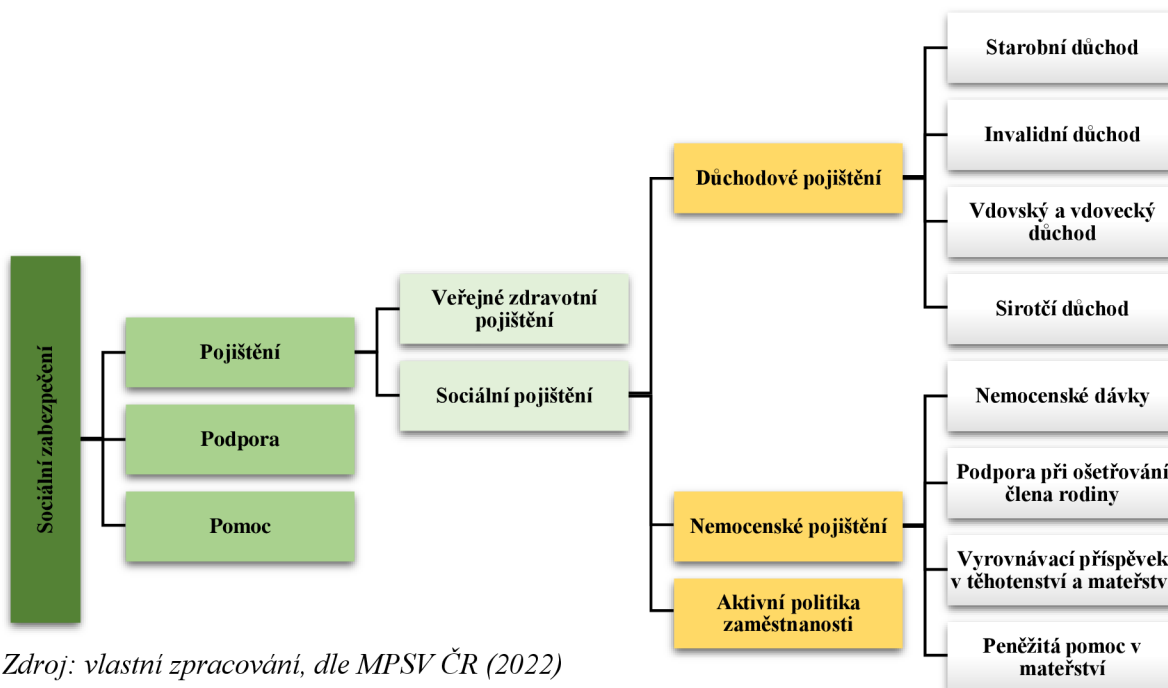 Sociální zabezpečení
Pojištění
Podpora
Pomoc
Veřejné zdravotní
pojištění
Sociální pojištění
Důchodové pojištění
Nemocenské pojištění
Aktivní politika
zaměstnanosti
Starobní důchod
Invalidní důchod
Vdovský a vdovecký
důchod
Sirotčí důchod
Nemocenské dávky
Podpora při ošetřování
člena rodiny
Vyrovnávací příspěvek
v těhotenství a mateřstv
Peněžitá pomoc v
mateřství
Zdroj: vlastní zpracování, dle MPSV ČR (2022)